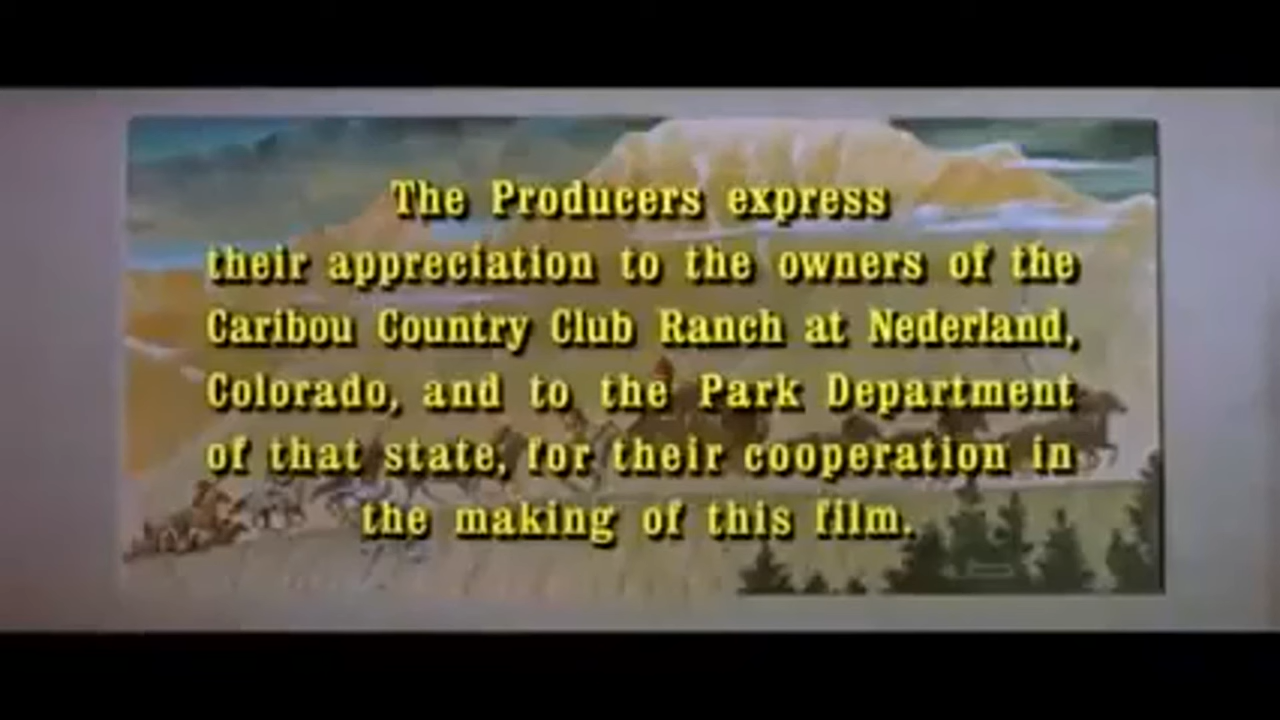 The Producers express
their appreciation to the owners of the
Caribou Country Club Ranch at Nederland,
Colorado, and to the Park Department
of that state, for their cooperation in
the making of this film.